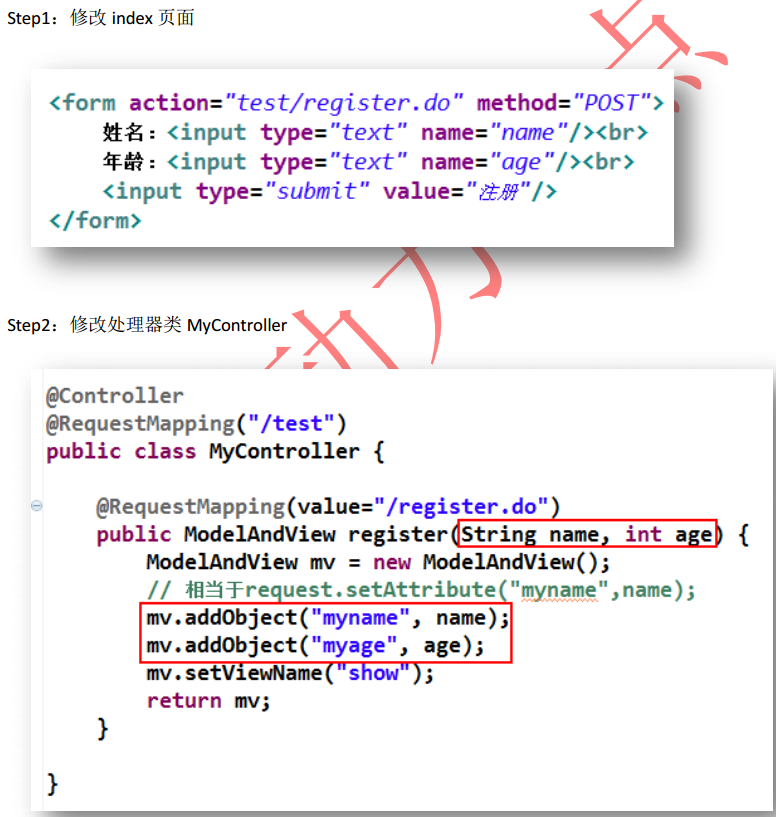 Step1：修改 index 页面
<form action="test/register.do" method="POST">
姓名：<input type="text" name="name"/><br>
年龄：<input type="text" name="age"/><br>
<input type="submit" value="注册"/>
</form>
Step2：修改处理器类 MyController
@Controller
@RequestMapping("/test")
public class MyController {
@RequestMapping(value="/register.do")
public ModelAndView register(String name, int age) {
ModelAndView mv = new ModelAndView();
// 相当于request.setAttribute("myname",name);
mv.addObject("myname", name);
mv.addObject("myage", age);
mv.setViewName("show");
return mv;
}
}